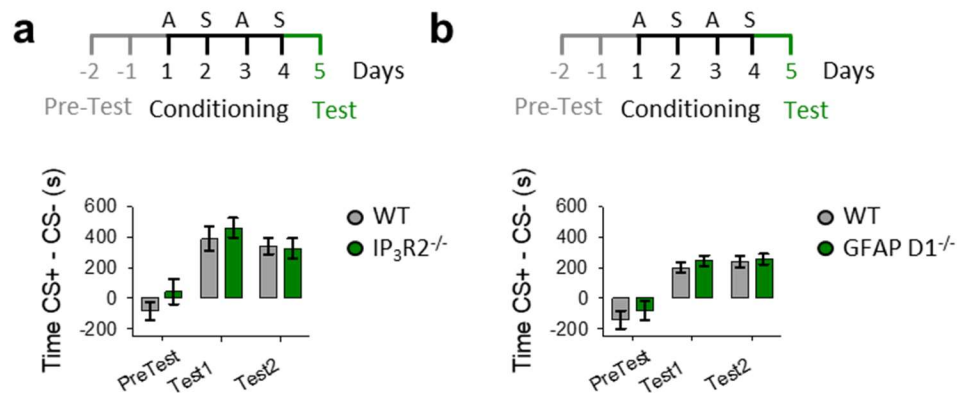 a
A S A S
-2 -1 1 2 3 4 5 Days
Pre-Test Conditioning Test
Time CS+ - CS- (s)
600
400
200
0
-200
PreTest Test1 Test2
WT
IP3R2-/-
b
A S A S
-2 -1 1 2 3 4 5 Days
Pre-Test Conditioning Test
Time CS+ - CS- (s)
600
400
200
0
-200
PreTest Test1 Test2
WT
GFAP D1-/-